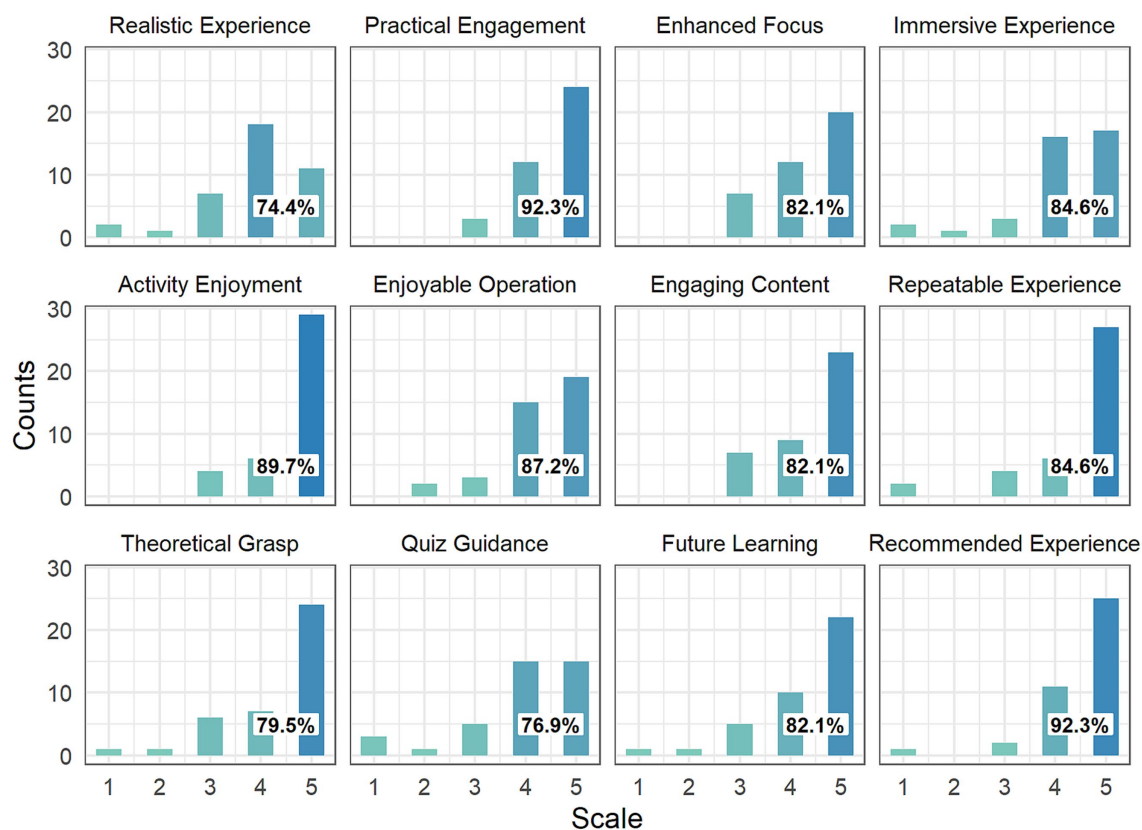 Realistic Experience Practical Engagement Enhanced Focus Immersive Experience
30
20
10
74.4% 92.3% 82.1% 84.6%
0
Activity Enjoyment Enjoyable Operation Engaging Content Repeatable Experience
30
20
Counts
10
89.7% 87.2% 82.1% 84.6%
0
Theoretical Grasp Quiz Guidance Future Learning Recommended Experience
30
20
10
79.5% 76.9% 82.1% 92.3%
0
1 2 3 4 5 1 2 3 4 5 1 2 3 4 5 1 2 3 4 5
Scale